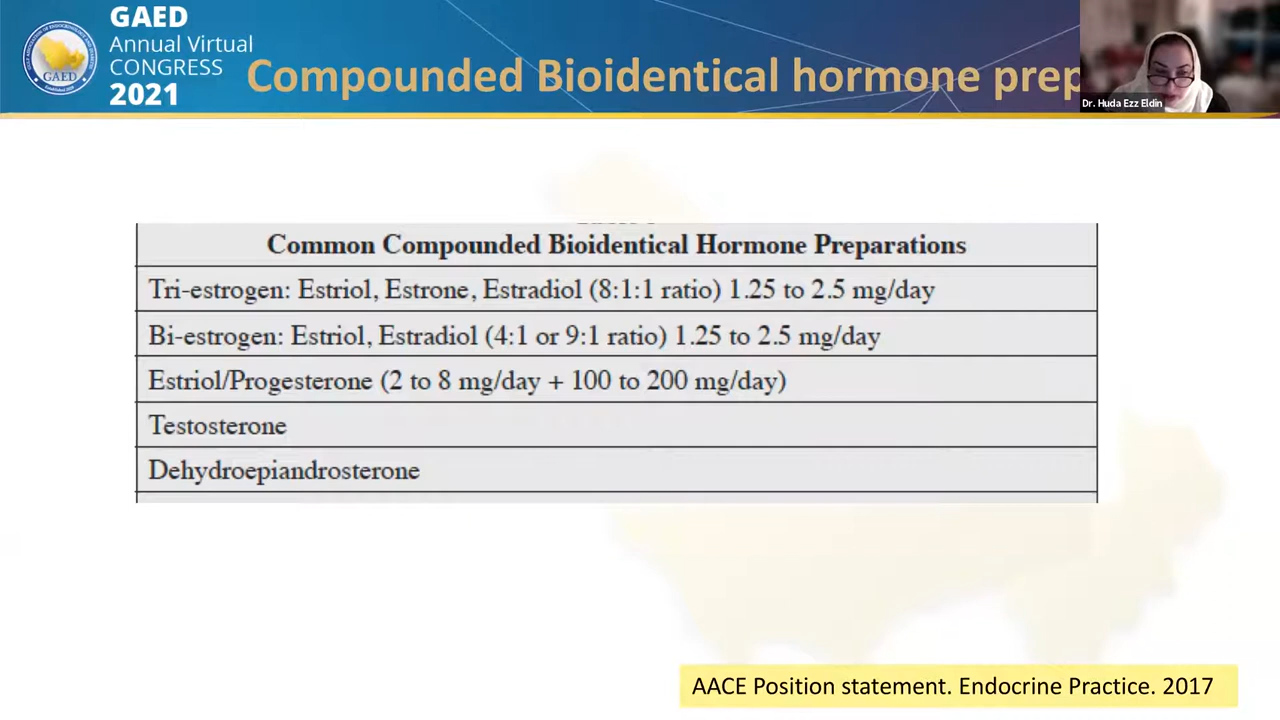 GAED
Annual Virtual
CONGRESS
2021
GAED
Compounded Bioidentical hormone prep
Dr. Huda Ezz Eldin
Common Compounded Bioidentical Hormone Preparations
Tri-estrogen: Estriol, Estrone, Estradiol (8:1:1 ratio) 1.25 to 2.5 mg/day
Bi-estrogen: Estriol, Estradiol (4:1 or 9:1 ratio) 1.25 to 2.5 mg/day
Estriol/Progesterone (2 to 8 mg/day + 100 to 200 mg/day)
Testosterone
Dehydroepiandrosterone
AACE Position statement. Endocrine Practice. 2017